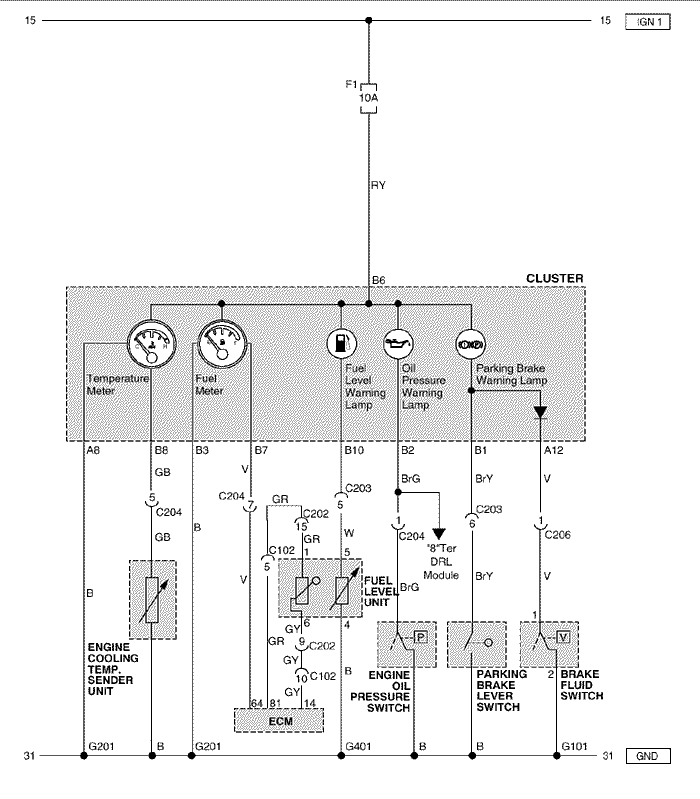 15 15 IGN 1
F1
10A
RY
B6
CLUSTER
Temperature
Meter
Fuel
Meter
Fuel
Level
Warning
Lamp
Oil
Pressure
Warning
Lamp
Parking Brake
Warning Lamp
A8 B8 B3 B7 B10 B2 B1 A12
GB V BrG BrY V
5 C204 C204 7 GR C202 15 C203 5 C203 6
GB B GR W 1 C204 1 C206
C102 5 1 5
"8"Ter
DRL
Module
B V BrG BrY V
FUEL
LEVEL
UNIT
6 4 1
GY P V
GR 9 C202
ENGINE
COOLING
TEMP.
SENDER
UNIT
GY
10 C102 B
GY
ENGINE
OIL
PRESSURE
SWITCH
PARKING
BRAKE
LEVER
SWITCH
2 BRAKE
FLUID
SWITCH
64 81 14
ECM
31 G201 B G201 G401 B B G101 31 GND